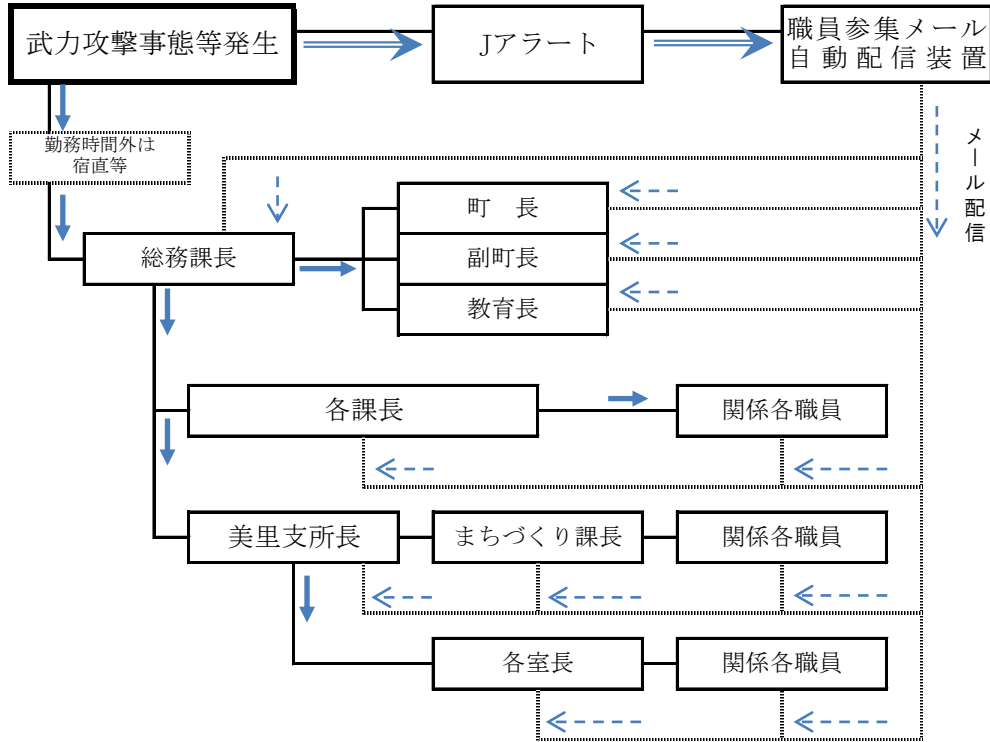 武力攻撃事態等発生
Jアラート
職員参集メール
自動配信装置
勤務時間外は
宿直等
メール配信
町　長
総務課長
副町長
教育長
各課長
関係各職員
美里支所長
まちづくり課長
関係各職員
各室長
関係各職員